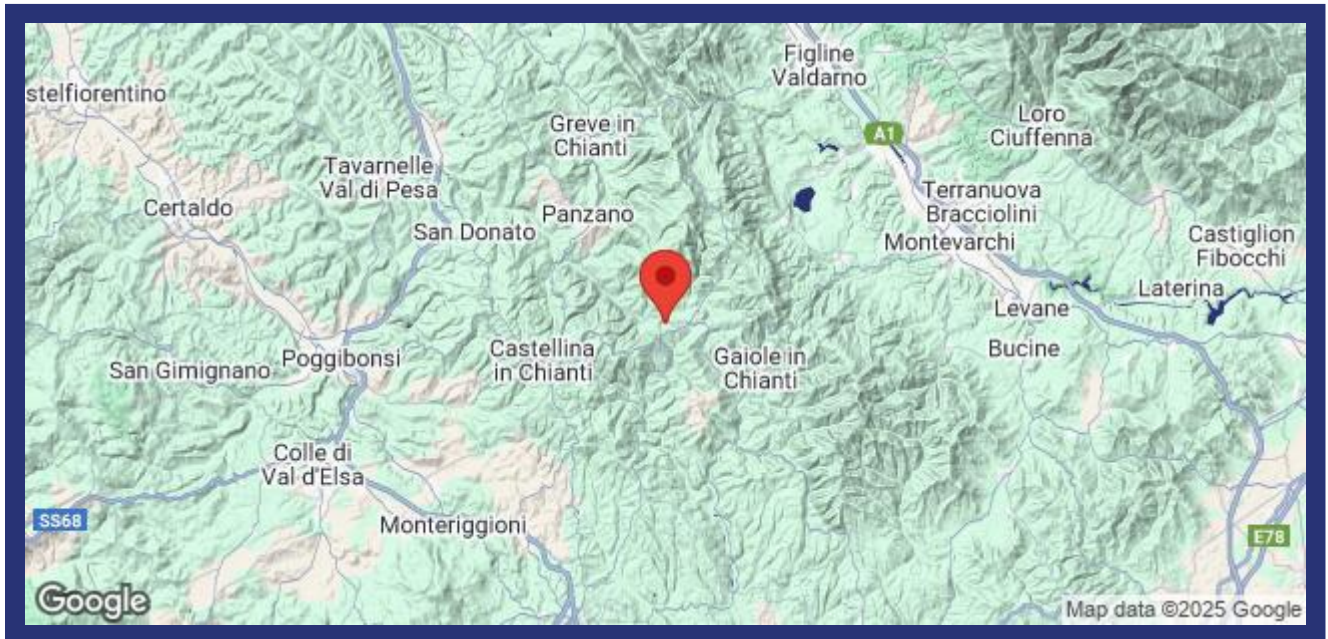 Figline
Valdarno
stelfiorentino
Loro
Ciuffenna
Greve in
Chianti
A1
Tavarnelle
Val di Pesa
Terranuova
Bracciolini
Certaldo
Panzano
San Donato
Montevarchi
Castiglion
Fibocchi
Laterina
Levane
Poggibonsi
San Gimignano
Castellina
in Chianti
Gaiole in
Chianti
Bucine
Colle di
Val d'Elsa
SS68
Monteriggioni
E78
Google
Map data ©2025 Google